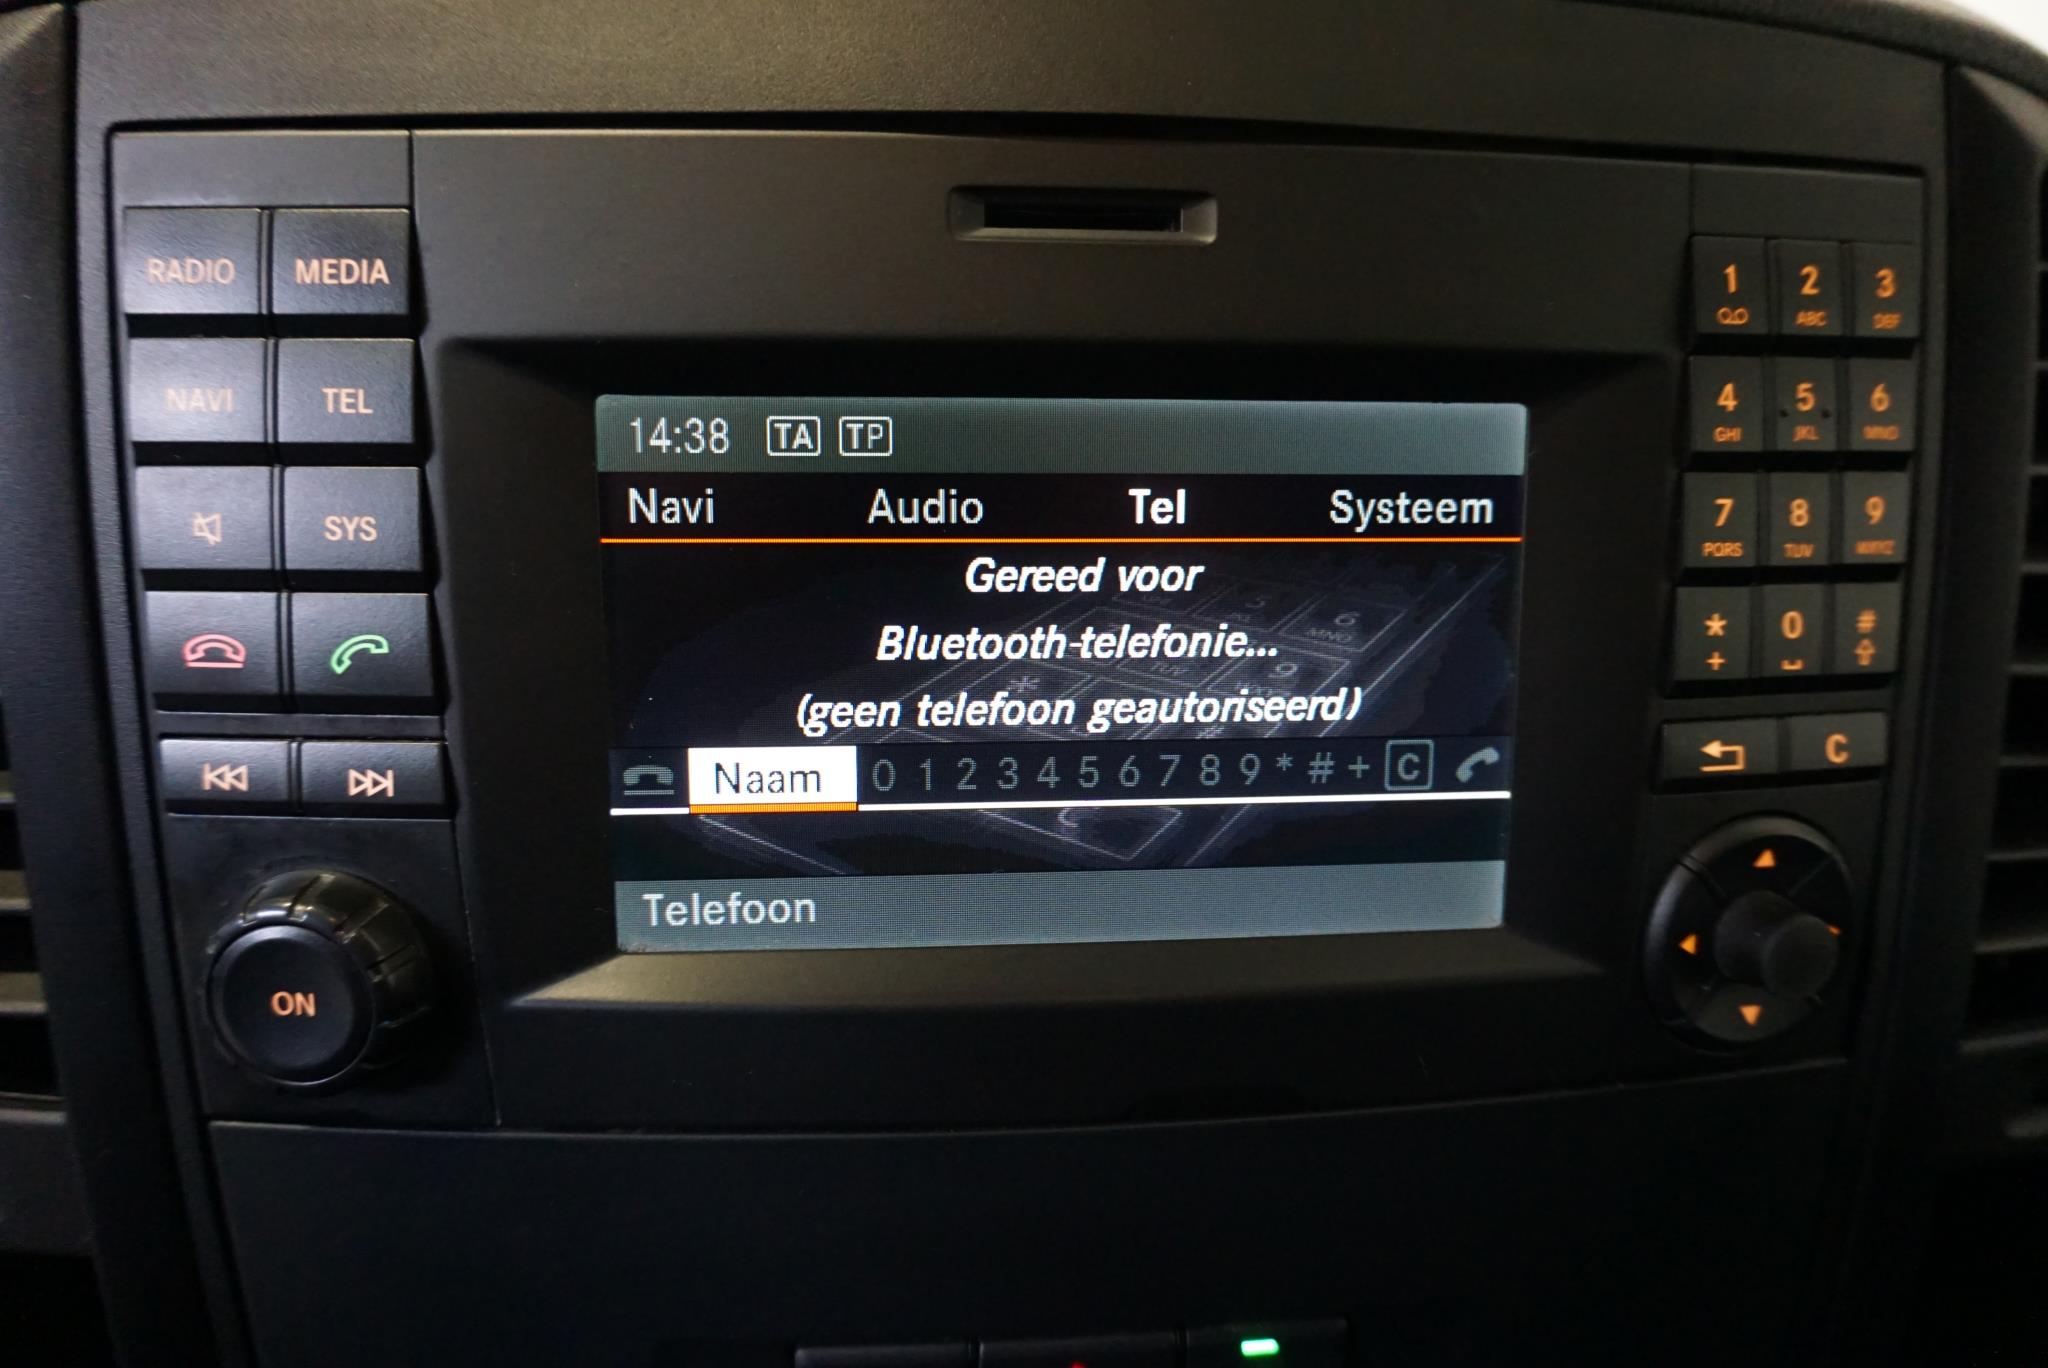 RADIO MEDIA
NAVI TEL
SYS
ON
14:38 TA TP
Navi Audio Tel Systeem
Gereed voor
Bluetooth-telefonie...
(geen telefoon geautoriseerd)
Naam 0 1 2 3 4 5 6 7 8 9 * # + C
Telefoon
1 2 3
ABC DEF
4 5 6
GHI JKL MNO
7 8 9
PQRS TUV WXYZ
* 0 #
+
C